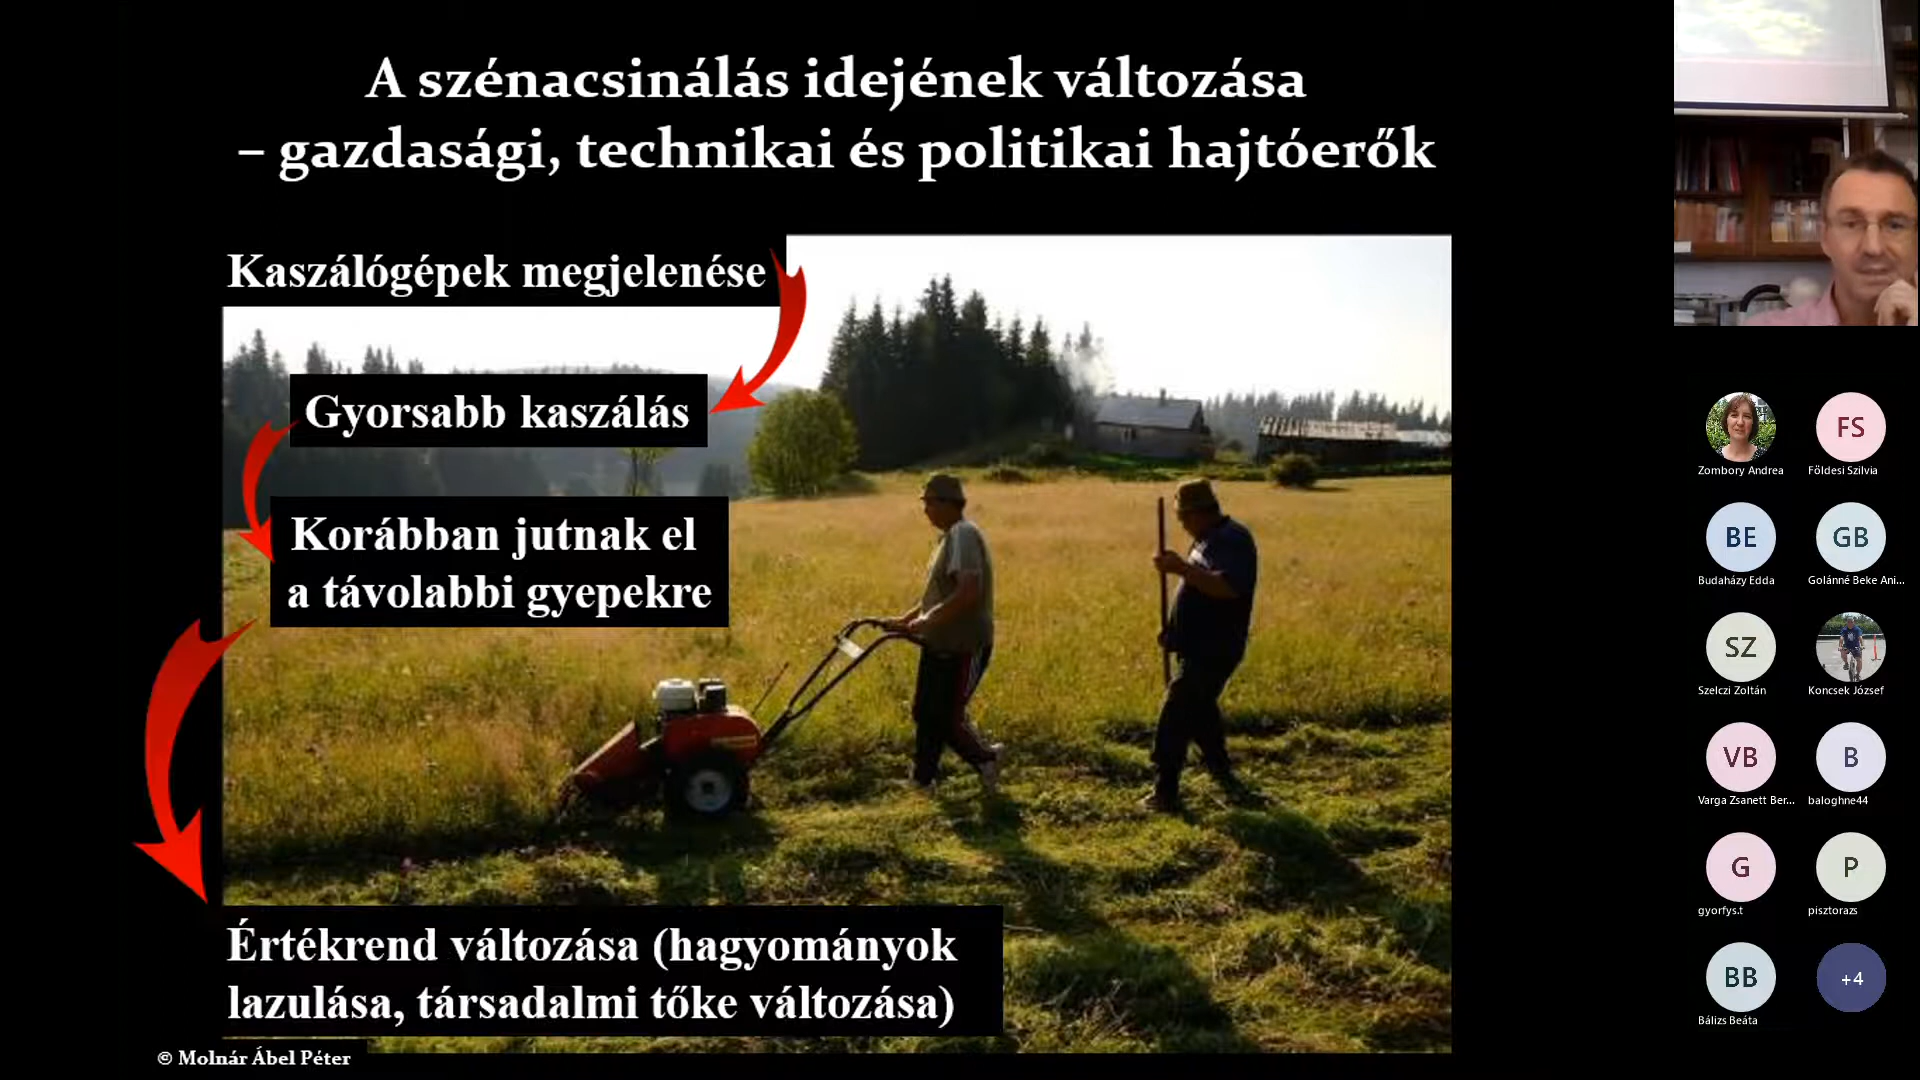 A szénacsinálás idejének változása
– gazdasági, technikai és politikai hajtóerők
Kaszálógépek megjelenése
Gyorsabb kaszálás
Korábban jutnak el
a távolabbi gyepekre
Értékrend változása (hagyományok
lazulása, társadalmi tőke változása)
© Molnár Ábel Péter
Zombory Andrea
FS
Földesi Szilvia
BE
Budaházy Edda
GB
Golánné Beke Ani...
SZ
Szelczi Zoltán
Koncsek József
VB
Varga Zsanett Ber...
B
baloghne44
G
gyorfys.t
P
pisztorazs
BB
Bálizs Beáta
+4